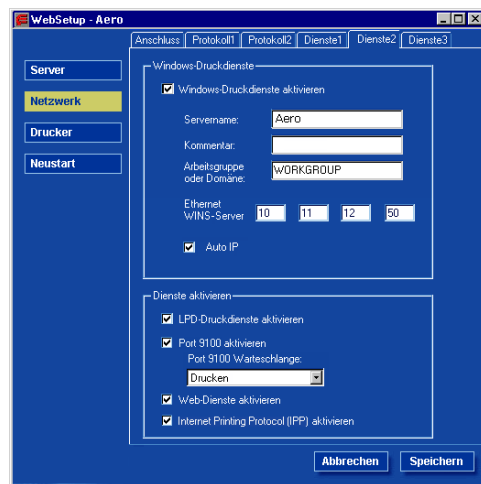 WebSetup - Aero
Anschluss Protokoll1 Protokoll2 Dienste1 Dienste2 Dienste3
Server
Netzwerk
Drucker
Neustart
Windows-Druckdienste
Windows-Druckdienste aktivieren
Servername: Aero
Kommentar:
Arbeitsgruppe
oder Domäne: WORKGROUP
Ethernet
WINS-Server 10 11 12 50
Auto IP
Dienste aktivieren
LPD-Druckdienste aktivieren
Port 9100 aktivieren
Port 9100 Warteschlange:
Drucken
Web-Dienste aktivieren
Internet Printing Protocol (IPP) aktivieren
Abbrechen Speichern